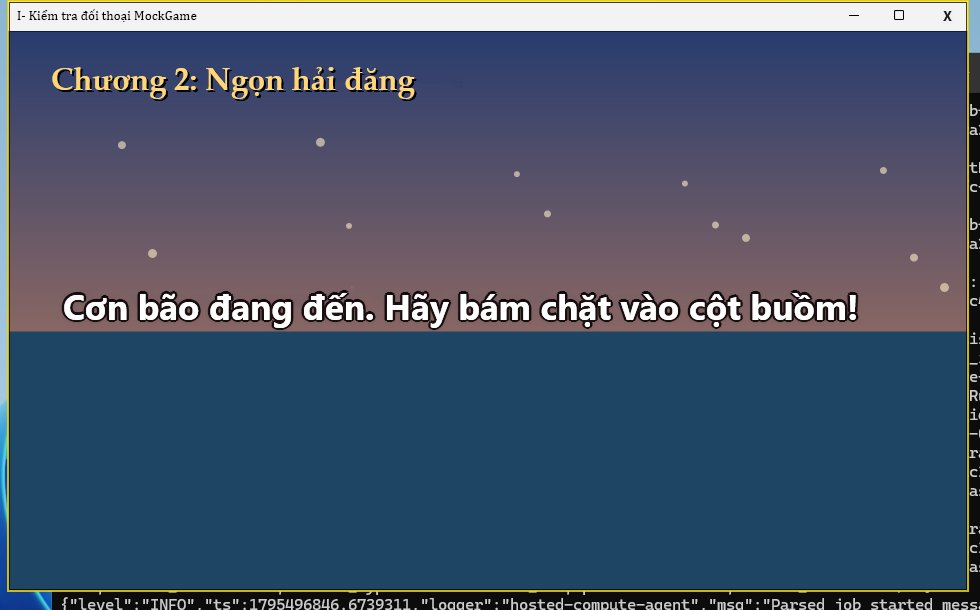 I- Kiểm tra đối thoại MockGame
Chương 2: Ngọn hải đăng
Cơn bão đang đến. Hãy bám chặt vào cột buồm!
{"level":"INFO","ts":1795496846.6739311,"logger":"hosted-compute-agent","msg":"Parsed job started me